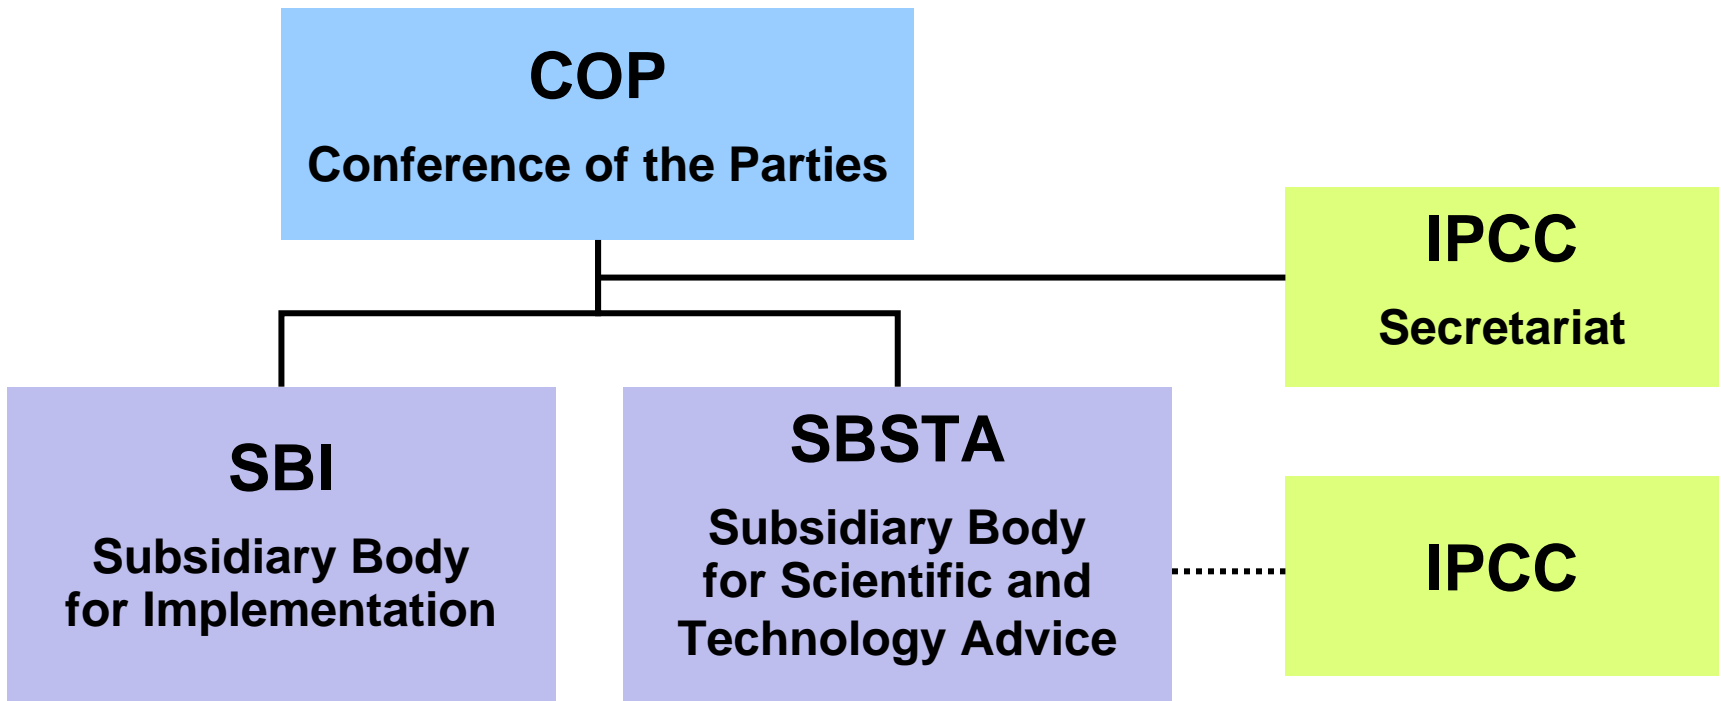 COP
Conference of the Parties
IPCC
Secretariat
SBI
Subsidiary Body
for Implementation
SBSTA
Subsidiary Body
for Scientific and
Technology Advice
IPCC